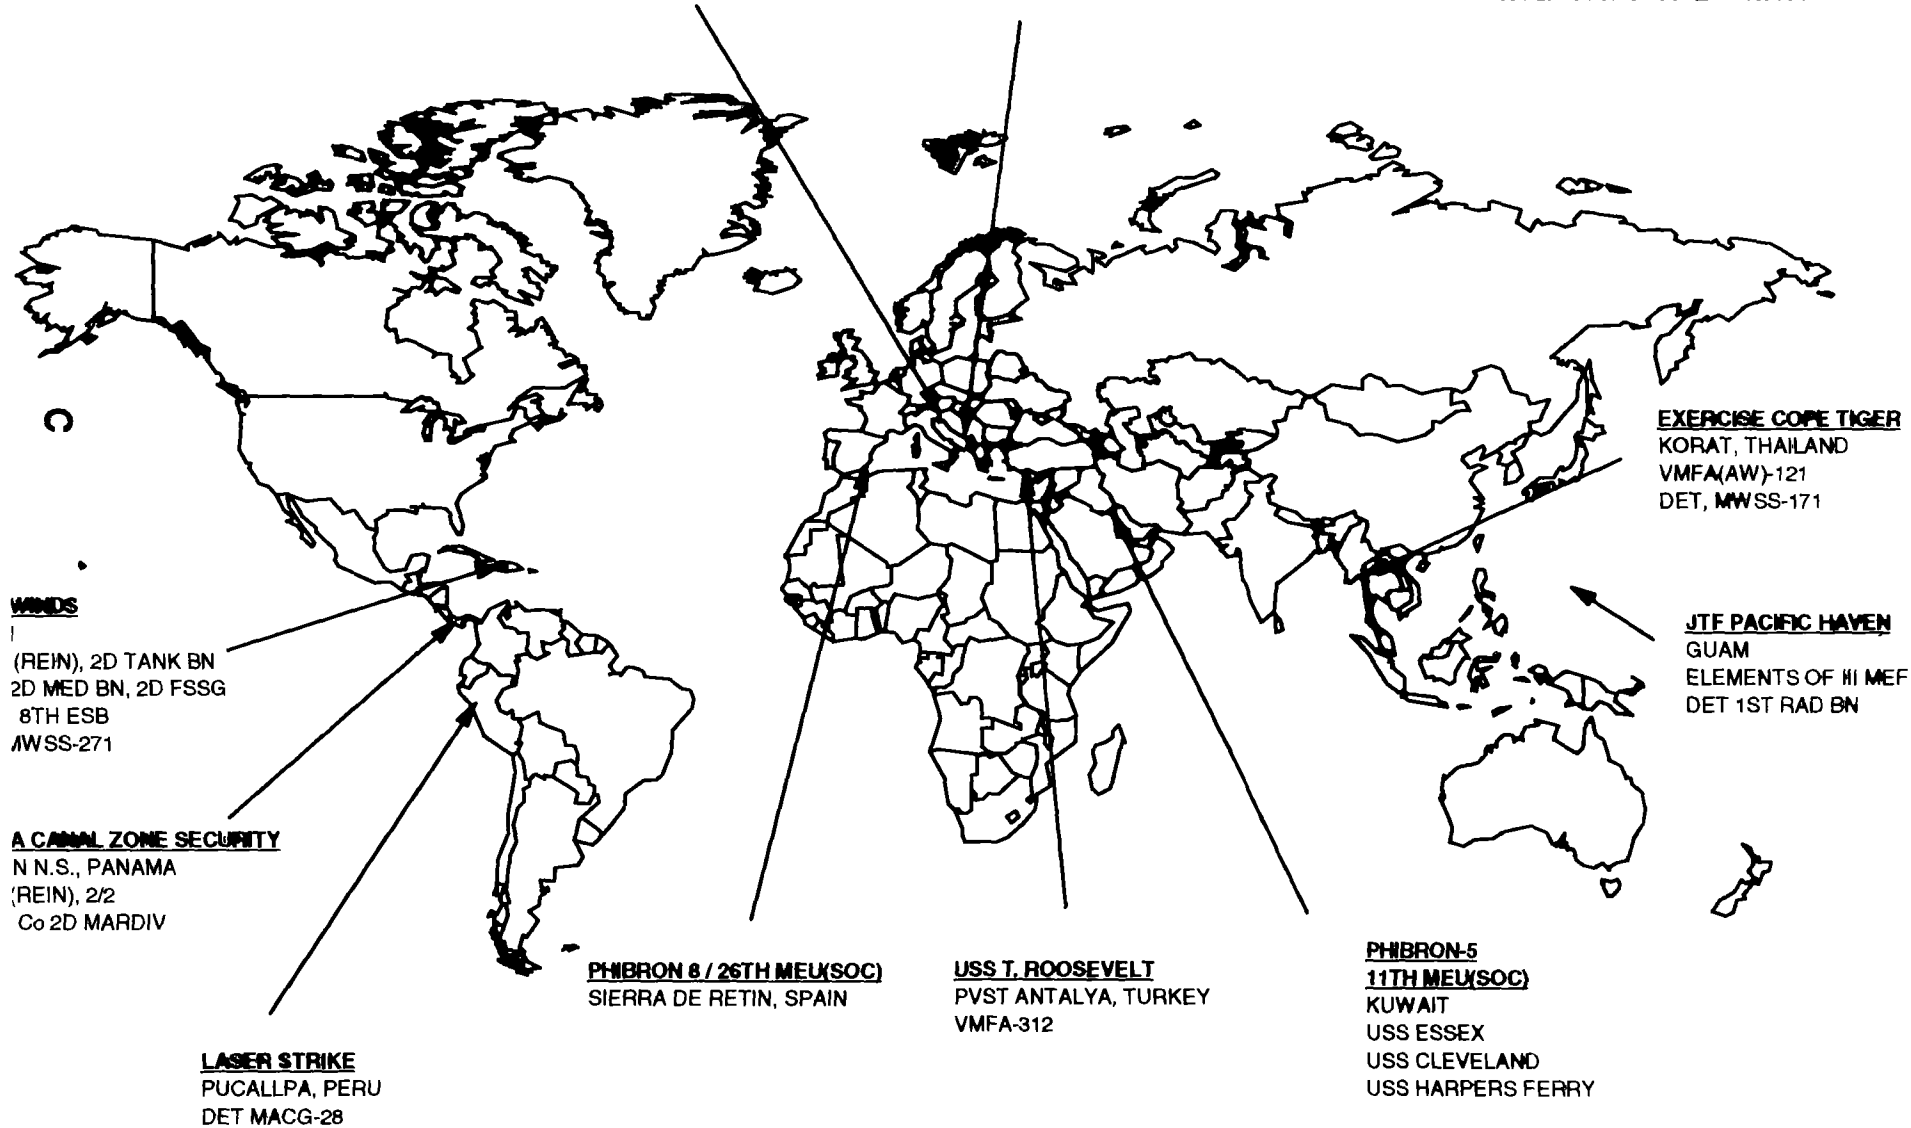 C
EXERCISE COPE TIGER
KORAT, THAILAND
VMFA(AW)-121
DET, MWSS-171
WINDS
(REIN), 2D TANK BN
2D MED BN, 2D FSSG
8TH ESB
MWSS-271
JTF PACIFIC HAVEN
GUAM
ELEMENTS OF III MEF
DET 1ST RAD BN
A CANAL ZONE SECURITY
N N.S., PANAMA
(REIN), 2/2
Co 2D MARDIV
PHIBRON 8 / 26TH MEU(SOC)
SIERRA DE RETIN, SPAIN
USS T. ROOSEVELT
PVST ANTALYA, TURKEY
VMFA-312
PHIBRON-5
11TH MEU(SOC)
KUWAIT
USS ESSEX
USS CLEVELAND
USS HARPERS FERRY
LASER STRIKE
PUCALLPA, PERU
DET MACG-28